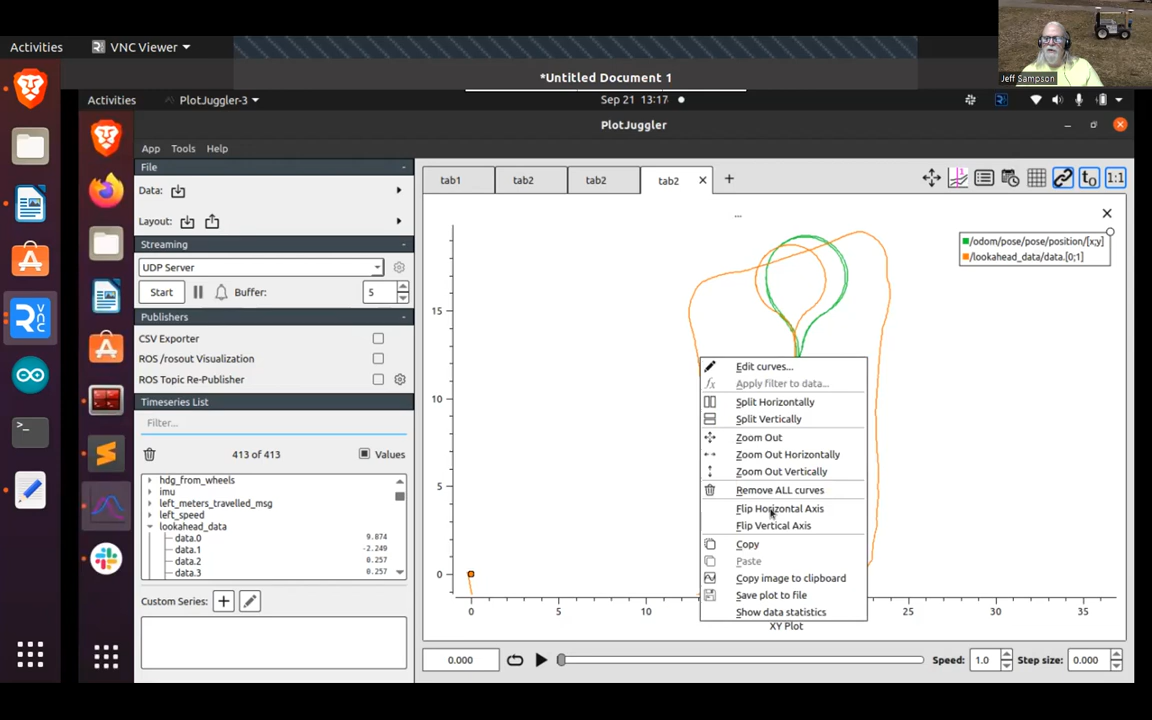 Activities
VNC Viewer
Jeff Sampson
*Untitled Document 1
Activities
PlotJuggler-3
Sep 21 13:17
PlotJuggler
App Tools Help
File
Data:
Layout:
Streaming
UDP Server
Start
Buffer:
5
Publishers
CSV Exporter
ROS /rosout Visualization
ROS Topic Re-Publisher
Timeseries List
Filter...
413 of 413
Values
hdg_from_wheels
imu
left_meters_travelled_msg
left_speed
lookahead_data
data.0 9.874
data.1 -2.249
data.2 0.257
data.3 0.257
Custom Series:
tab1
tab2
tab2
tab2
1:1
/odom/pose/pose/position/[x;y]
/lookahead_data/data.[0;1]
15
10
5
0
0
5
10
25
30
35
XY Plot
Edit curves...
Apply filter to data...
Split Horizontally
Split Vertically
Zoom Out
Zoom Out Horizontally
Zoom Out Vertically
Remove ALL curves
Flip Horizontal Axis
Flip Vertical Axis
Copy
Paste
Copy image to clipboard
Save plot to file
Show data statistics
0.000
Speed: 1.0
Step size: 0.000